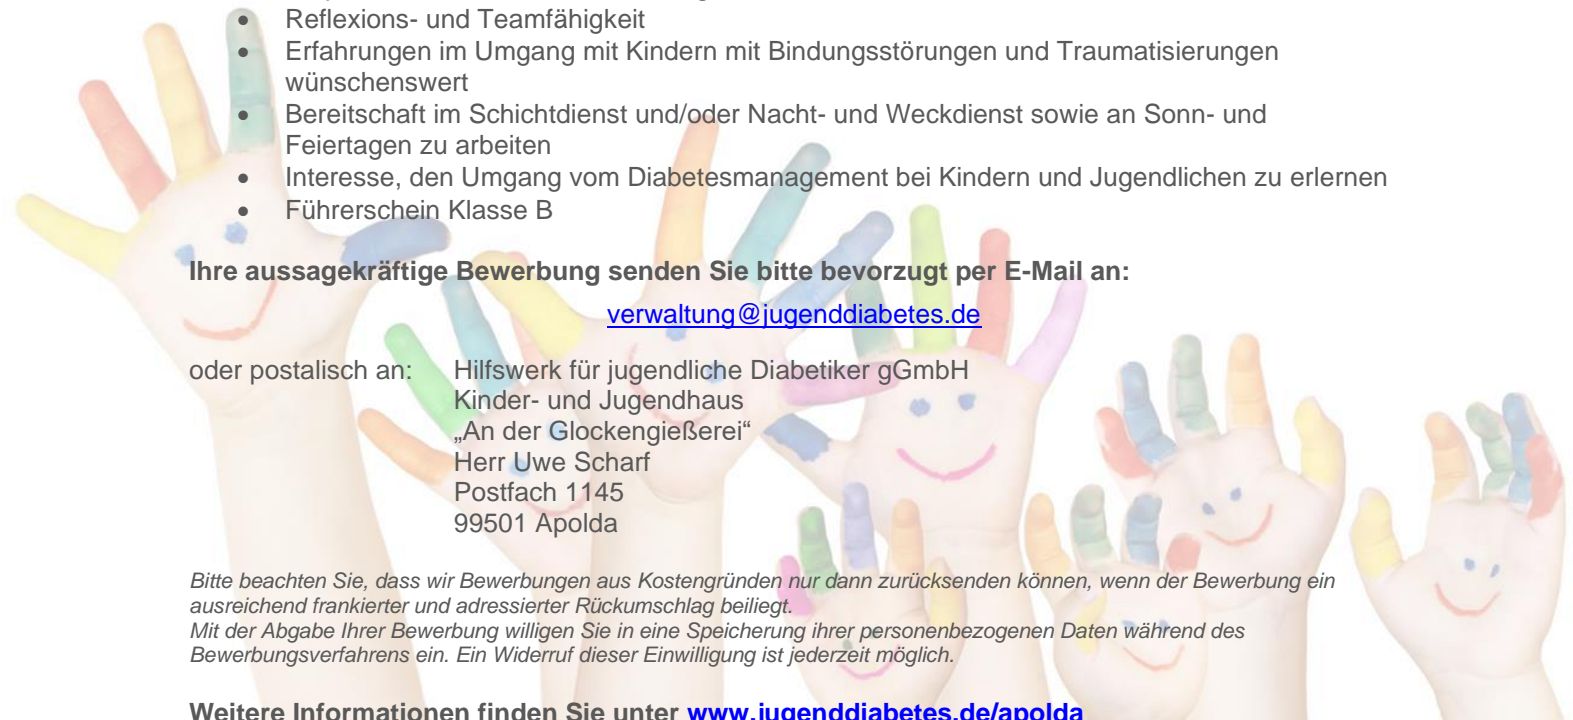 Reflexions- und Teamfähigkeit
Erfahrungen im Umgang mit Kindern mit Bindungsstörungen und Traumatisierungen
wünschenswert
Bereitschaft im Schichtdienst und/oder Nacht- und Weckdienst sowie an Sonn- und
Feiertagen zu arbeiten
Interesse, den Umgang vom Diabetesmanagement bei Kindern und Jugendlichen zu erlernen
Führerschein Klasse B
Ihre aussagekräftige Bewerbung senden Sie bitte bevorzugt per E-Mail an:
verwaltung@jugenddiabetes.de
oder postalisch an: Hilfswerk für jugendliche Diabetiker gGmbH
Kinder- und Jugendhaus
„An der Glockengießerei“
Herr Uwe Scharf
Postfach 1145
99501 Apolda
Bitte beachten Sie, dass wir Bewerbungen aus Kostengründen nur dann zurücksenden können, wenn der Bewerbung ein
ausreichend frankierter und adressierter Rückumschlag beiliegt.
Mit der Abgabe Ihrer Bewerbung willigen Sie in eine Speicherung ihrer personenbezogenen Daten während des
Bewerbungsverfahrens ein. Ein Widerruf dieser Einwilligung ist jederzeit möglich.
Weitere Informationen finden Sie unter www.jugenddiabetes.de/apolda